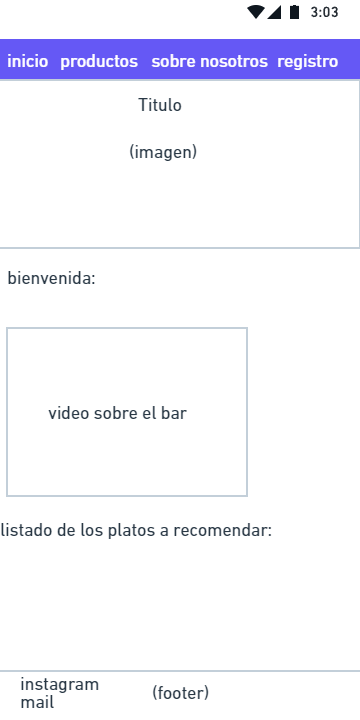 3:03
inicio productos sobre nosotros registro
Titulo
(imagen)
bienvenida:
video sobre el bar
listado de los platos a recomendar:
instagram
mail
(footer)